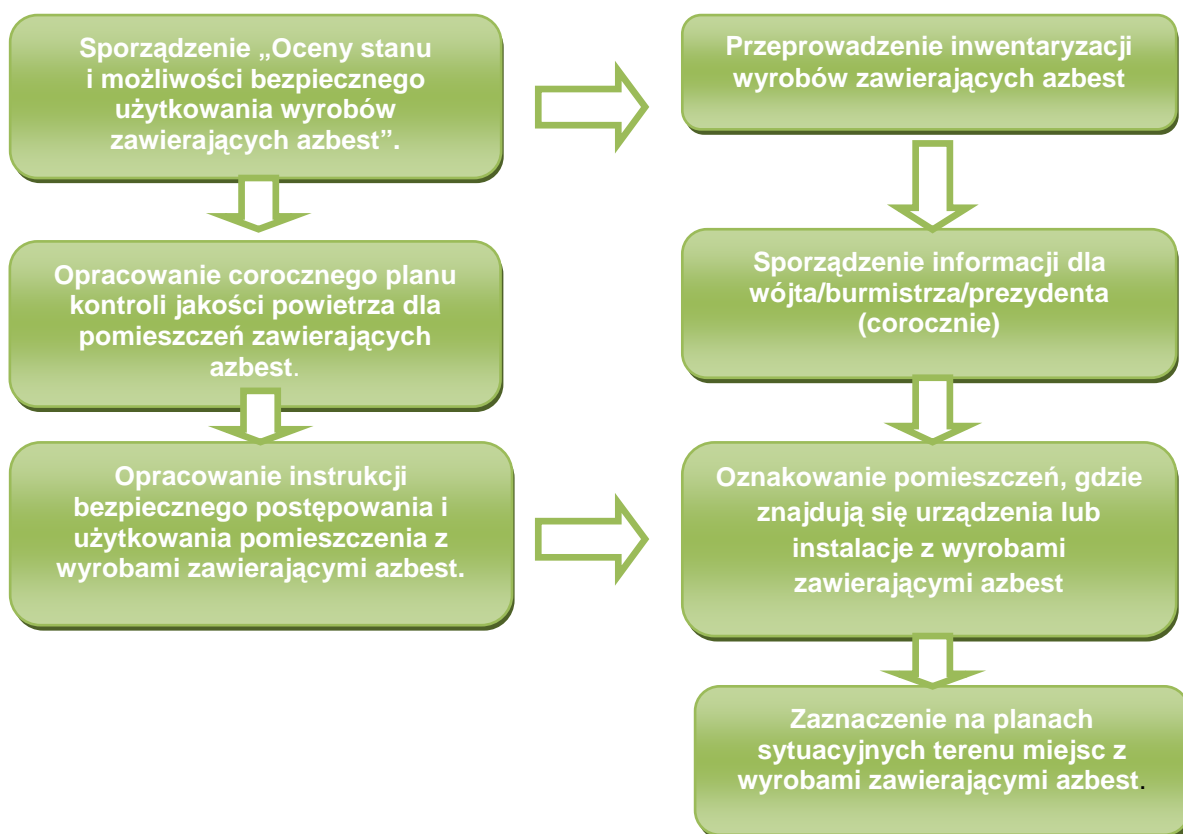 Sporządzenie „Oceny stanu
i możliwości bezpiecznego
użytkowania wyrobów
zawierających azbest”.
Przeprowadzenie inwentaryzacji
wyrobów zawierających azbest
Opracowanie corocznego planu
kontroli jakości powietrza dla
pomieszczeń zawierających
azbest.
Sporządzenie informacji dla
wójta/burmistrza/prezydenta
(corocznie)
Opracowanie instrukcji
bezpiecznego postępowania i
użytkowania pomieszczenia z
wyrobami zawierającymi azbest.
Oznakowanie pomieszczeń, gdzie
znajdują się urządzenia lub
instalacje z wyrobami
zawierającymi azbest
Zaznaczenie na planach
sytuacyjnych terenu miejsc z
wyrobami zawierającymi azbest.